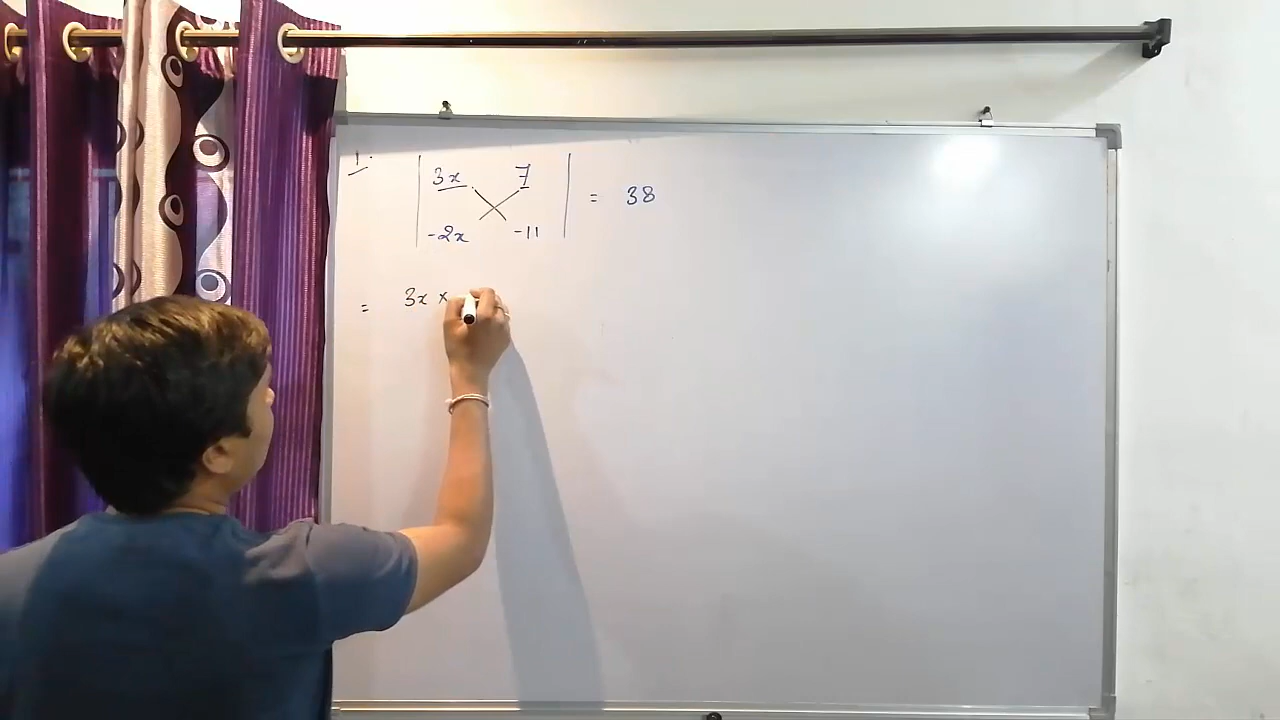 1.
3x 7
-2x -11
= 38
= 3x ×